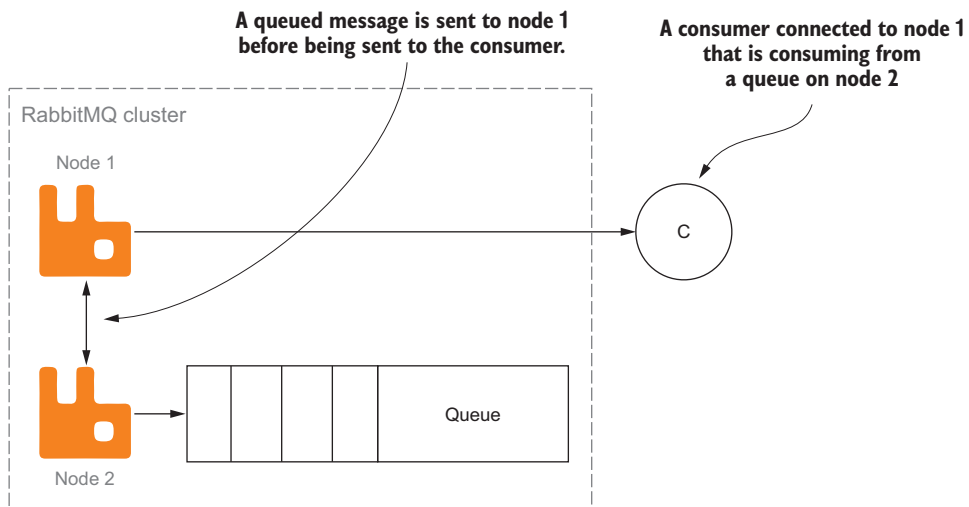 A queued message is sent to node 1
before being sent to the consumer.
A consumer connected to node 1
that is consuming from
a queue on node 2
RabbitMQ cluster
Node 1
C
Queue
Node 2